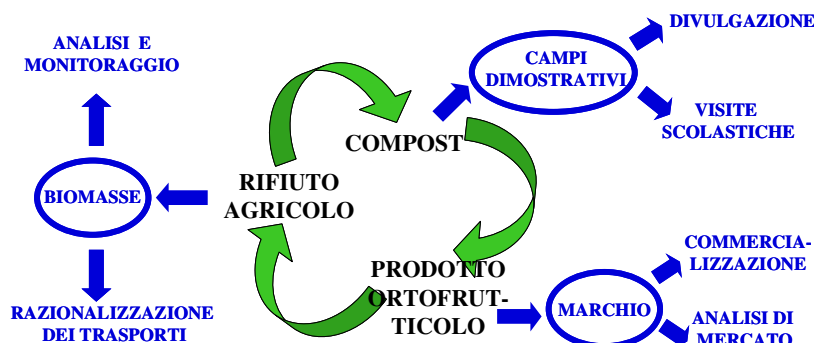 DIVULGAZIONE
ANALISI E
MONITORAGGIO
CAMPI
DIMOSTRATIVI
VISITE
SCOLASTICHE
COMPOST
RIFIUTO
AGRICOLO
BIOMASSE
COMMERCIA-
LIZZAZIONE
PRODOTTO
ORTOFRUT-
TICOLO
MARCHIO
RAZIONALIZZAZIONE
DEI TRASPORTI
ANALISI DI
MERCATO